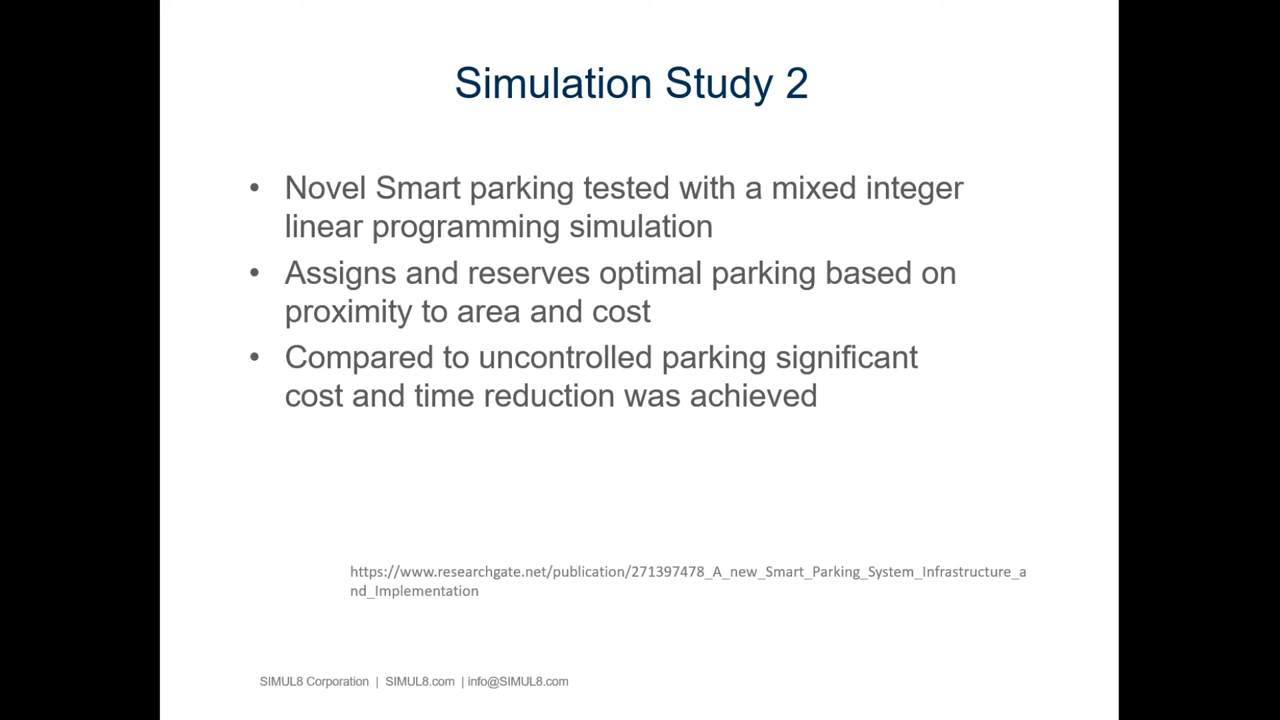 Simulation Study 2
• Novel Smart parking tested with a mixed integer
linear programming simulation
• Assigns and reserves optimal parking based on
proximity to area and cost
• Compared to uncontrolled parking significant
cost and time reduction was achieved
https://www.researchgate.net/publication/271397478_A_new_Smart_Parking_System_Infrastructure_a
nd_Implementation
SIMUL8 Corporation | SIMUL8.com | info@SIMUL8.com